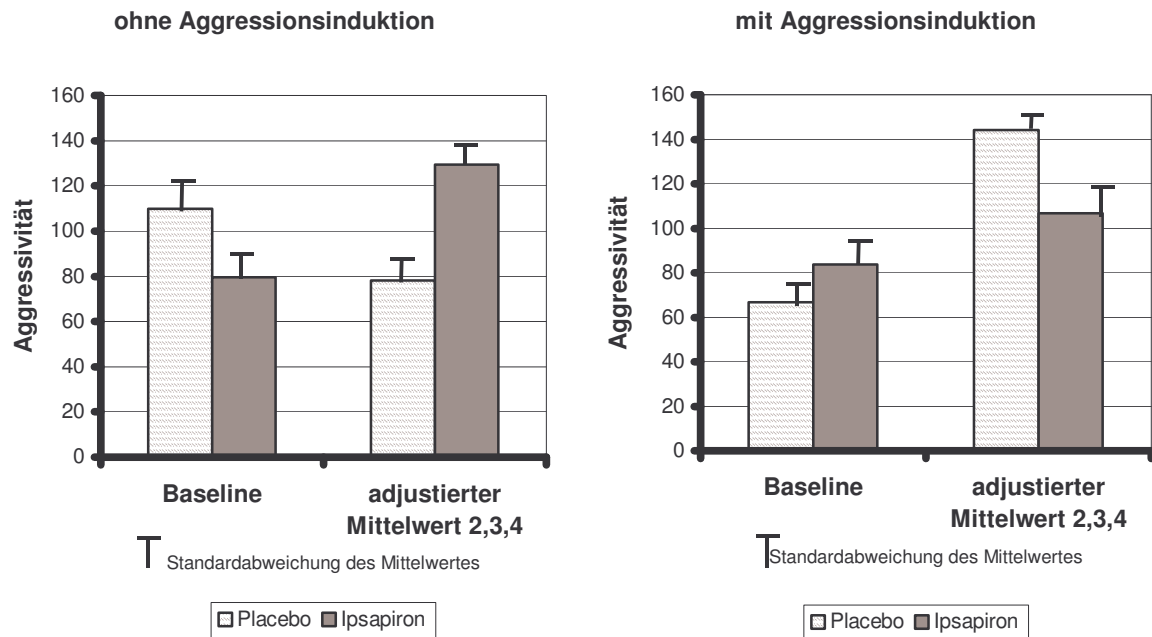 ohne Aggressionsinduktion
Aggressivität
160
140
120
100
80
60
40
20
0
Baseline
adjustierter
Mittelwert 2,3,4
Standardabweichung des Mittelwertes
Placebo Ipsapiron
mit Aggressionsinduktion
Aggressivität
160
140
120
100
80
60
40
20
0
Baseline
adjustierter
Mittelwert 2,3,4
Standardabweichung des Mittelwertes
Placebo Ipsapiron